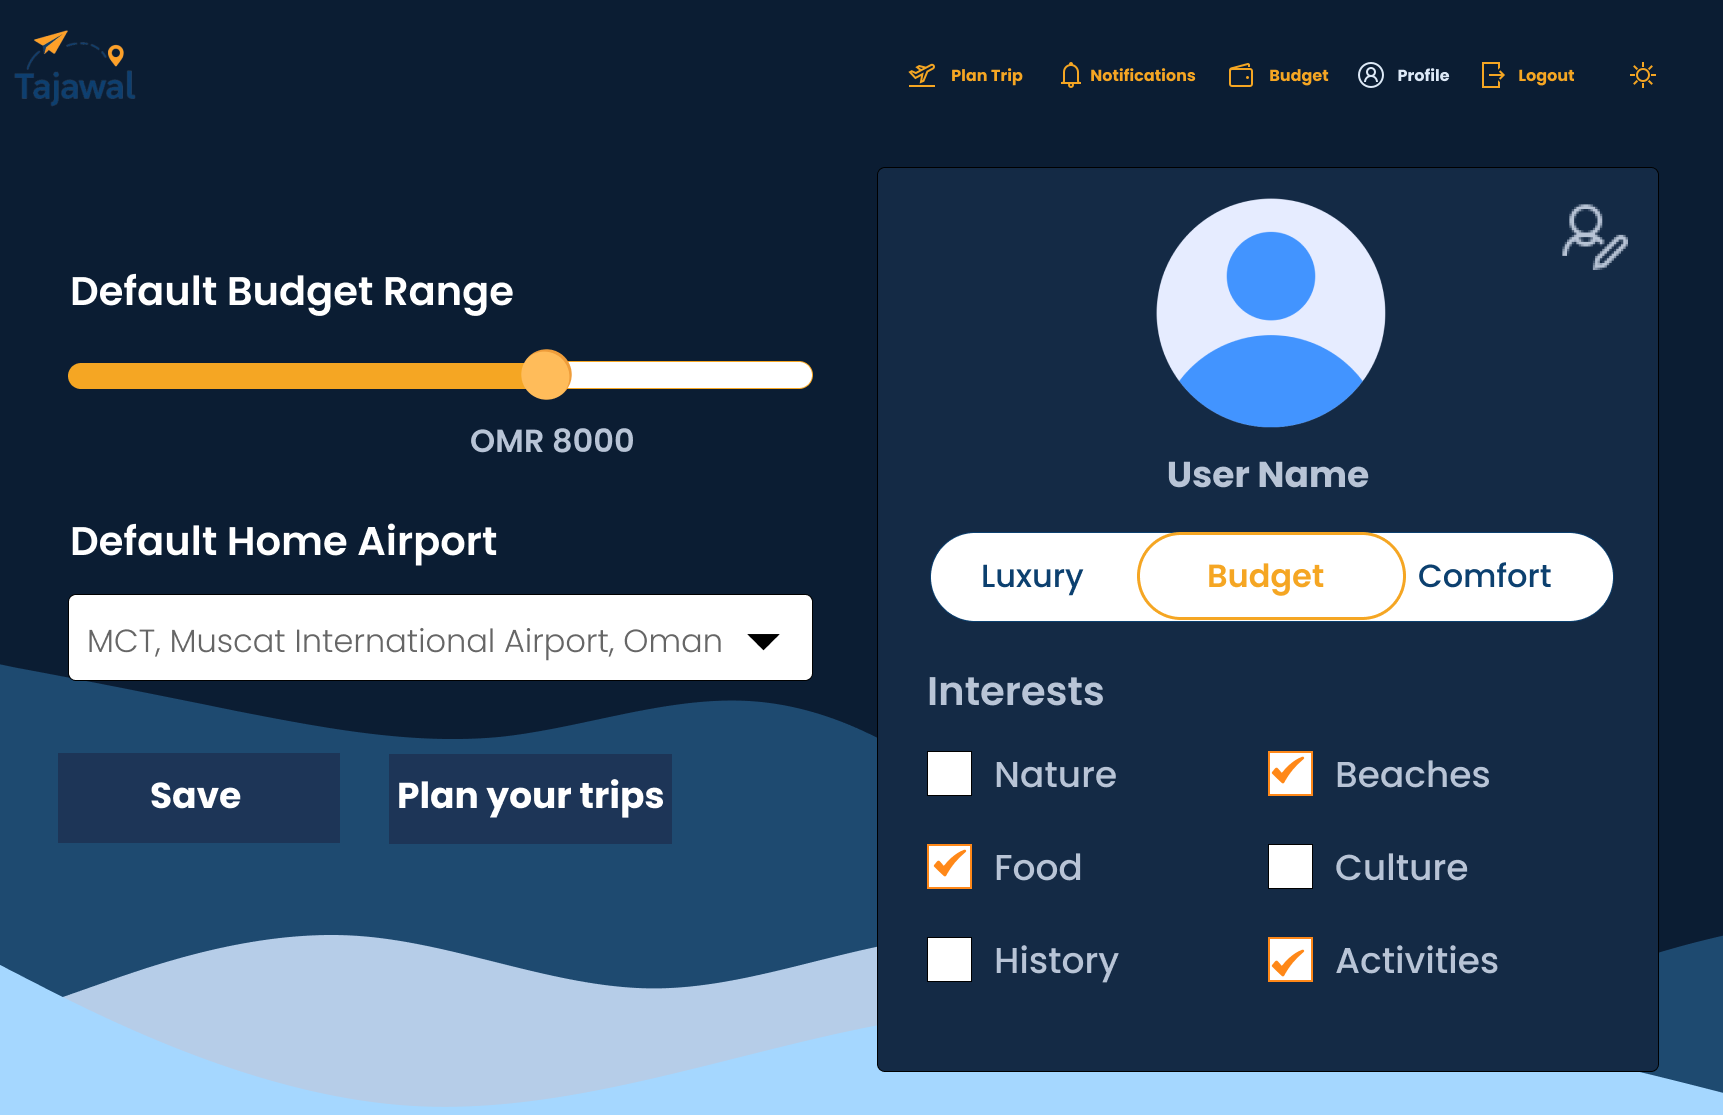 Tajawal
Plan Trip
Notifications
Budget
Profile
Logout
Default Budget Range
OMR 8000
Default Home Airport
MCT, Muscat International Airport, Oman
Save
Plan your trips
User Name
Luxury
Budget
Comfort
Interests
Nature
Beaches
Food
Culture
History
Activities